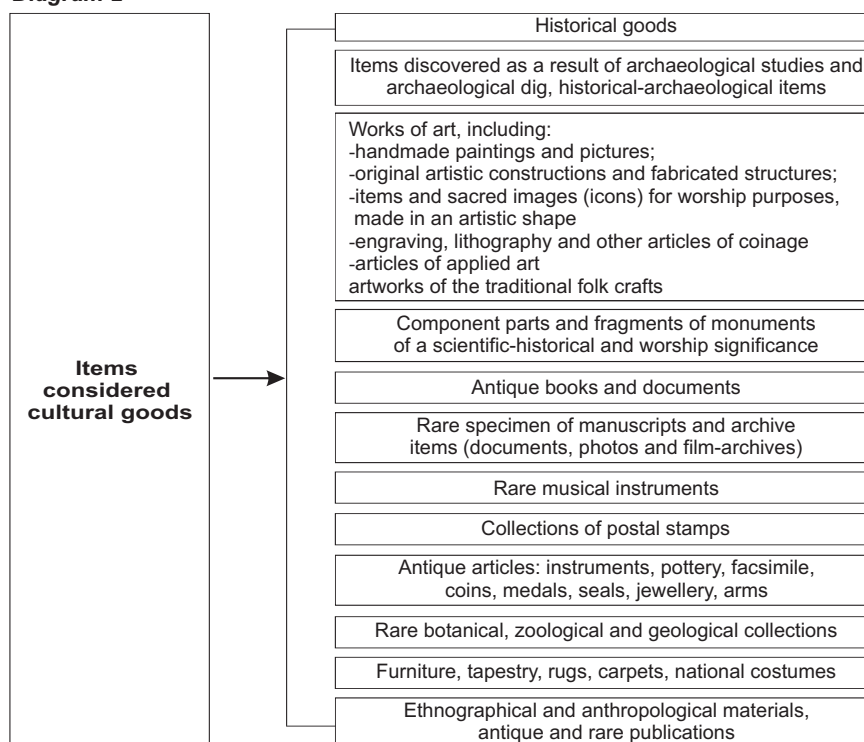 Items
considered
cultural goods
Historical goods
Items discovered as a result of archaeological studies and
archaeological dig, historical-archaeological items
Works of art, including:
-handmade paintings and pictures;
-original artistic constructions and fabricated structures;
-items and sacred images (icons) for worship purposes,
made in an artistic shape
-engraving, lithography and other articles of coinage
-articles of applied art
artworks of the traditional folk crafts
Component parts and fragments of monuments
of a scientific-historical and worship significance
Antique books and documents
Rare specimen of manuscripts and archive
items (documents, photos and film-archives)
Rare musical instruments
Collections of postal stamps
Antique articles: instruments, pottery, facsimile,
coins, medals, seals, jewellery, arms
Rare botanical, zoological and geological collections
Furniture, tapestry, rugs, carpets, national costumes
Ethnographical and anthropological materials,
antique and rare publications